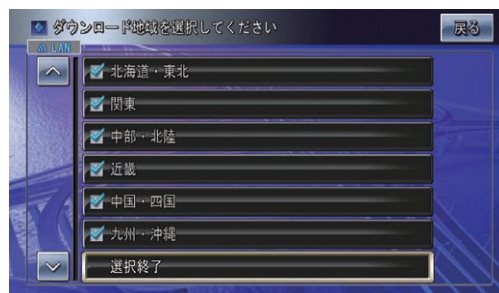 ダウンロード地域を選択してください
戻る
LAN
北海道・東北
関東
中部・北陸
近畿
中国・四国
九州・沖縄
選択終了